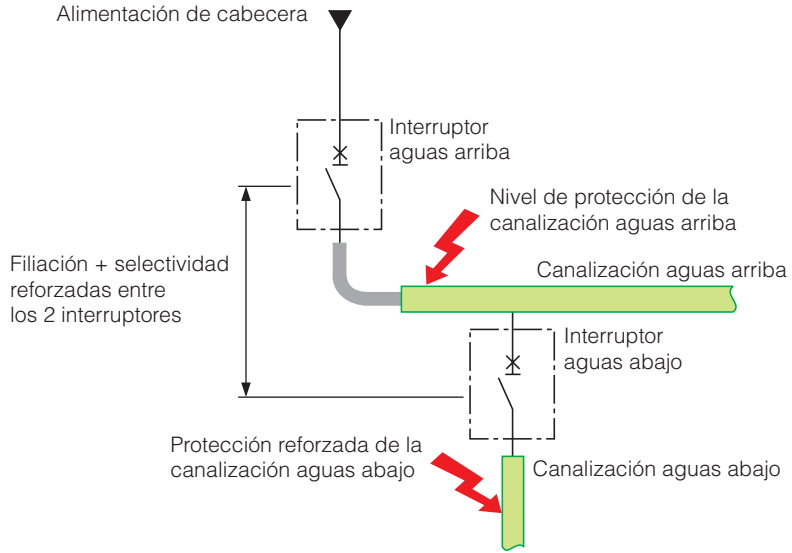 Alimentación de cabecera
Interruptor
aguas arriba
Nivel de protección de la
canalización aguas arriba
Filiación + selectividad
reforzadas entre
los 2 interruptores
Canalización aguas arriba
Interruptor
aguas abajo
Protección reforzada de la
canalización aguas abajo
Canalización aguas abajo